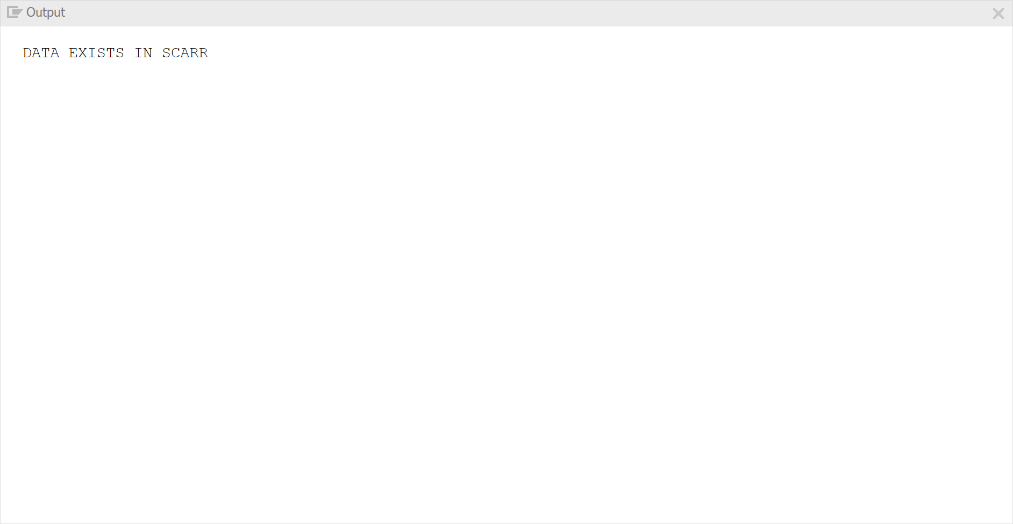 Output
DATA EXISTS IN SCARR